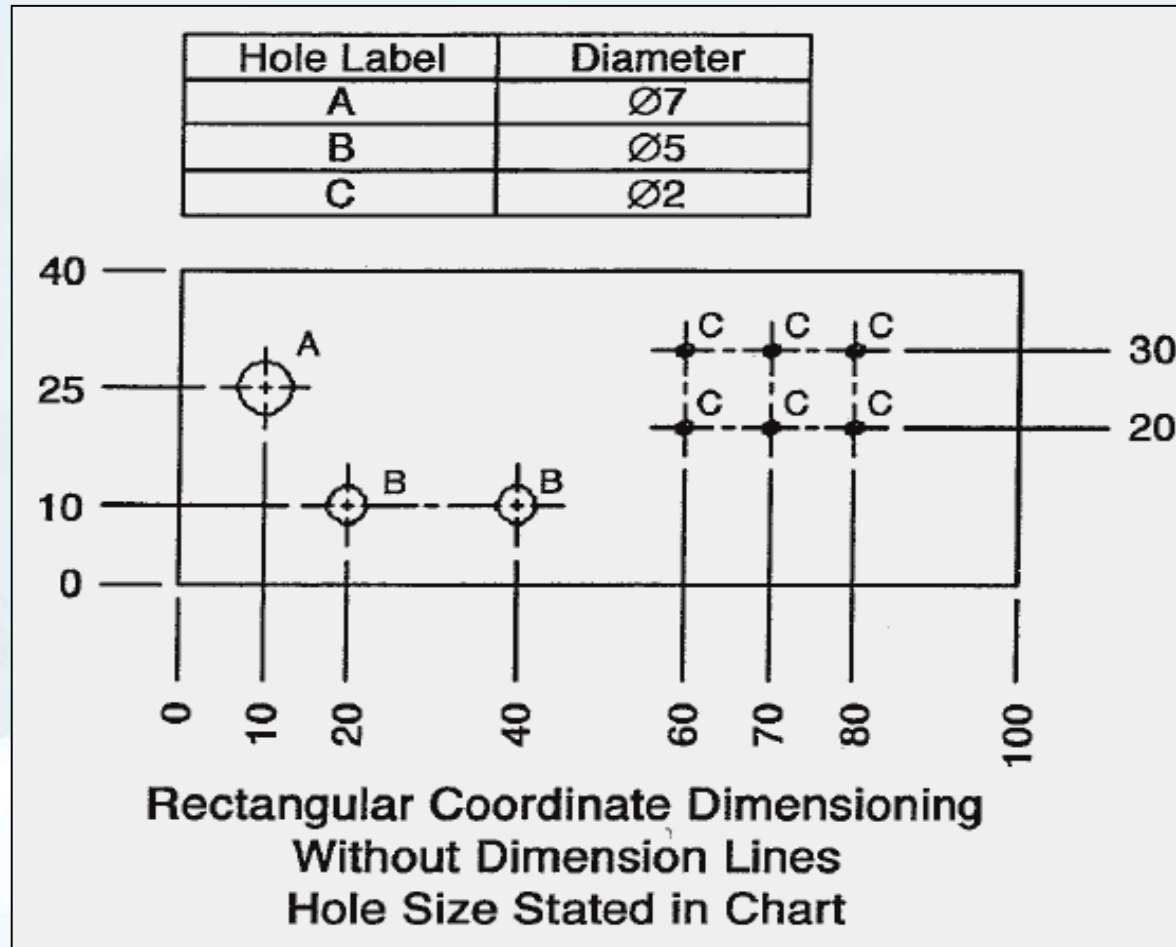 Hole Label Diameter
A Ø7
B Ø5
C Ø2
40
A
C C C
30
25
C C C
20
B B
10
0
0 10 20 40 60 70 80 100
Rectangular Coordinate Dimensioning
Without Dimension Lines
Hole Size Stated in Chart